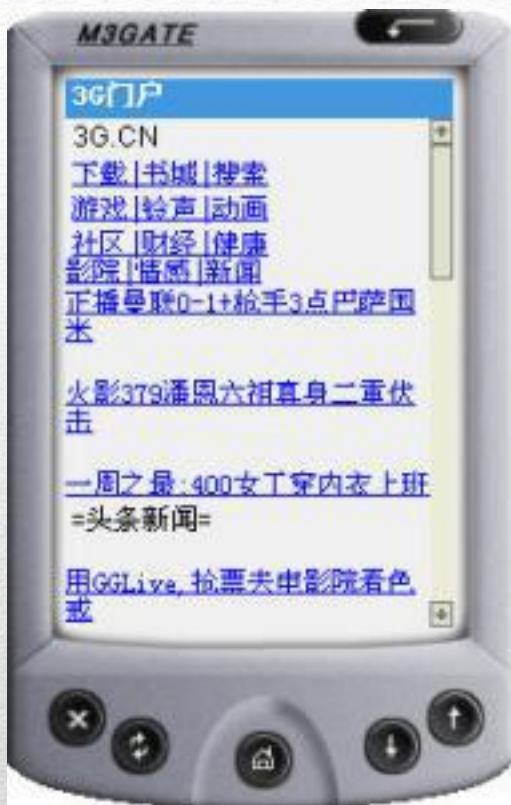 M3GATE
3G门户
3G.CN
下载|书城|搜索
游戏|铃声|动画
社区|财经|健康
影院|情感|新闻
正播曼联0-1+枪手3点巴萨国
米
火影379潘恩六祖真身二重伏
击
一周之最:400女工穿内衣上班
=头条新闻=
用GGLive,抢票去电影院看色
戒